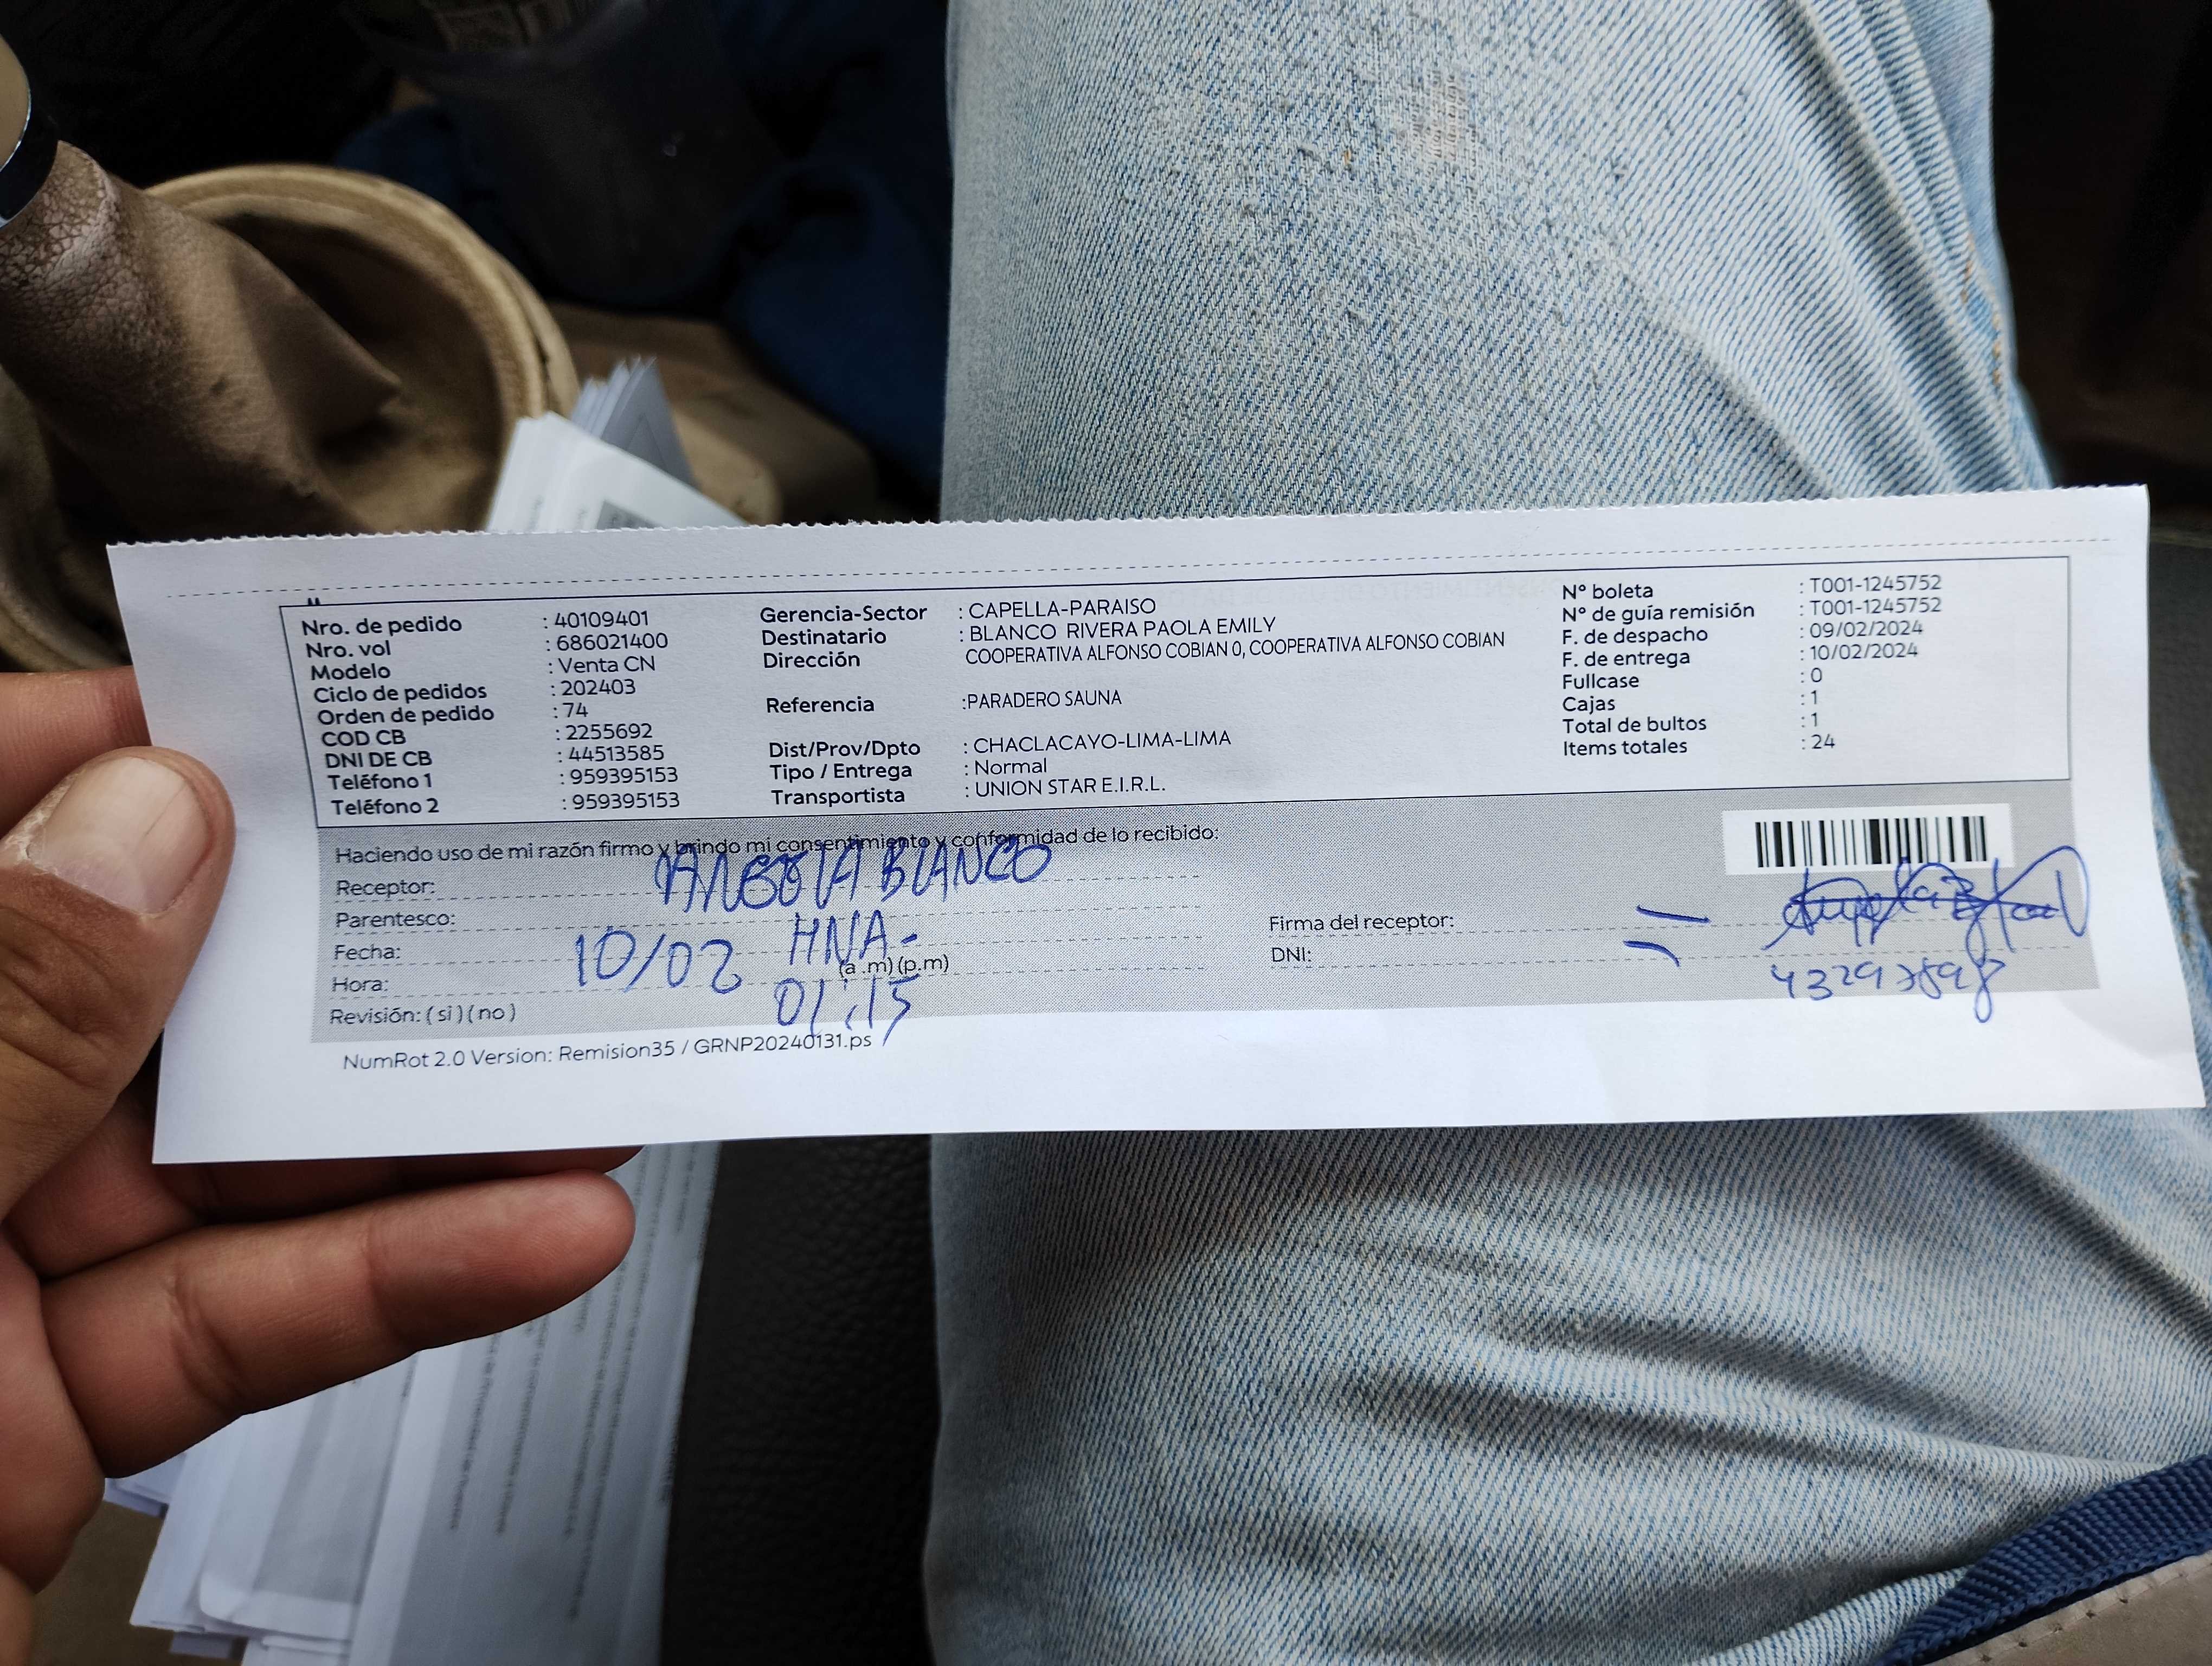 Nro. de pedido : 40109401
Nro. vol : 686021400
Modelo : Venta CN
Ciclo de pedidos : 202403
Orden de pedido : 74
COD CB : 2255692
DNI DE CB : 44513585
Teléfono 1 : 959395153
Teléfono 2 : 959395153
Gerencia-Sector : CAPELLA-PARAISO
Destinatario : BLANCO RIVERA PAOLA EMILY
Dirección COOPERATIVA ALFONSO COBIAN 0, COOPERATIVA ALFONSO COBIAN
Referencia :PARADERO SAUNA
Dist/Prov/Dpto : CHACLACAYO-LIMA-LIMA
Tipo / Entrega : Normal
Transportista : UNION STAR E.I.R.L.
Nº boleta : T001-1245752
Nº de guía remisión : T001-1245752
F. de despacho : 09/02/2024
F. de entrega : 10/02/2024
Fullcase : 0
Cajas : 1
Total de bultos : 1
Items totales : 24
Haciendo uso de mi razón firmo y brindo mi consentimiento y conformidad de lo recibido:
Receptor: BLANCO
Parentesco: HNA-
Fecha: 10/02
Hora: 01:15 (a .m) (p.m)
Revisión: ( si ) ( no )
Firma del receptor:
DNI:
NumRot 2.0 Version: Remision35 / GRNP20240131.ps